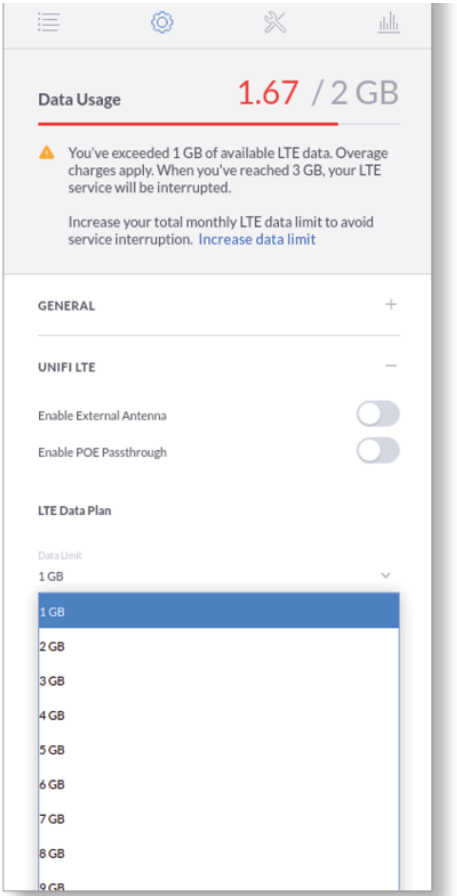 Data Usage 1.67 / 2 GB
You've exceeded 1 GB of available LTE data. Overage
charges apply. When you've reached 3 GB, your LTE
service will be interrupted.
Increase your total monthly LTE data limit to avoid
service interruption. Increase data limit
GENERAL +
UNIFI LTE –
Enable External Antenna
Enable POE Passthrough
LTE Data Plan
Data Limit
1 GB
1 GB
2 GB
3 GB
4 GB
5 GB
6 GB
7 GB
8 GB
9 GB